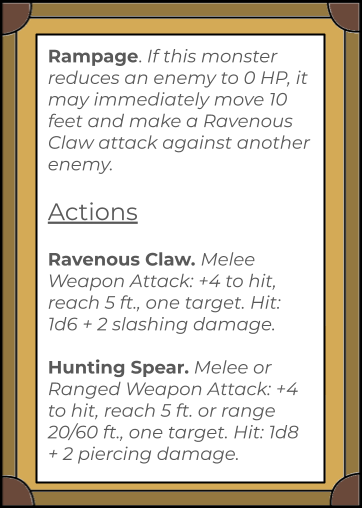 Rampage. If this monster
reduces an enemy to 0 HP, it
may immediately move 10
feet and make a Ravenous
Claw attack against another
enemy.
Actions
Ravenous Claw. Melee
Weapon Attack: +4 to hit,
reach 5 ft., one target. Hit:
1d6 + 2 slashing damage.
Hunting Spear. Melee or
Ranged Weapon Attack: +4
to hit, reach 5 ft. or range
20/60 ft., one target. Hit: 1d8
+ 2 piercing damage.